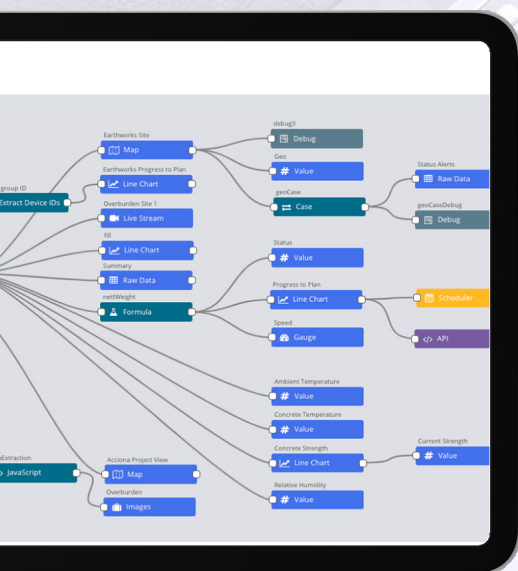 group ID
Extract Device IDs
Extraction
JavaScript
Earthworks Site
Map
Earthworks Progress to Plan
Line Chart
Overburden Site 1
Live Stream
fill
Line Chart
Summary
Raw Data
nettWeight
Formula
Acciona Project View
Map
Overburden
Images
debug3
Debug
Geo
# Value
geoCase
Case
Status
# Value
Progress to Plan
Line Chart
Speed
Gauge
Ambient Temperature
# Value
Concrete Temperature
# Value
Concrete Strength
Line Chart
Relative Humidity
# Value
Status Alerts
Raw Data
geoCaseDebug
Debug
Scheduler
</> API
Current Strength
# Value